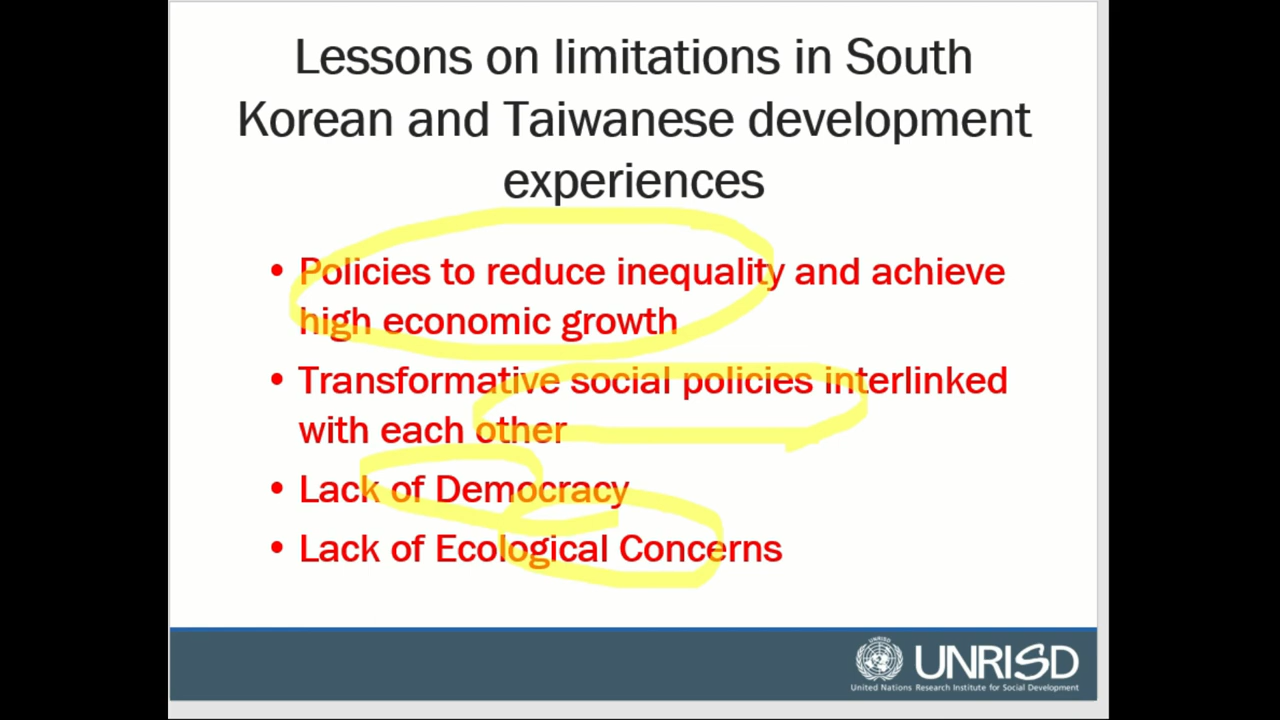 Lessons on limitations in South
Korean and Taiwanese development
experiences
• Policies to reduce inequality and achieve
high economic growth
• Transformative social policies interlinked
with each other
• Lack of Democracy
• Lack of Ecological Concerns
UNRISD
UNRISD
United Nations Research Institute for Social Development